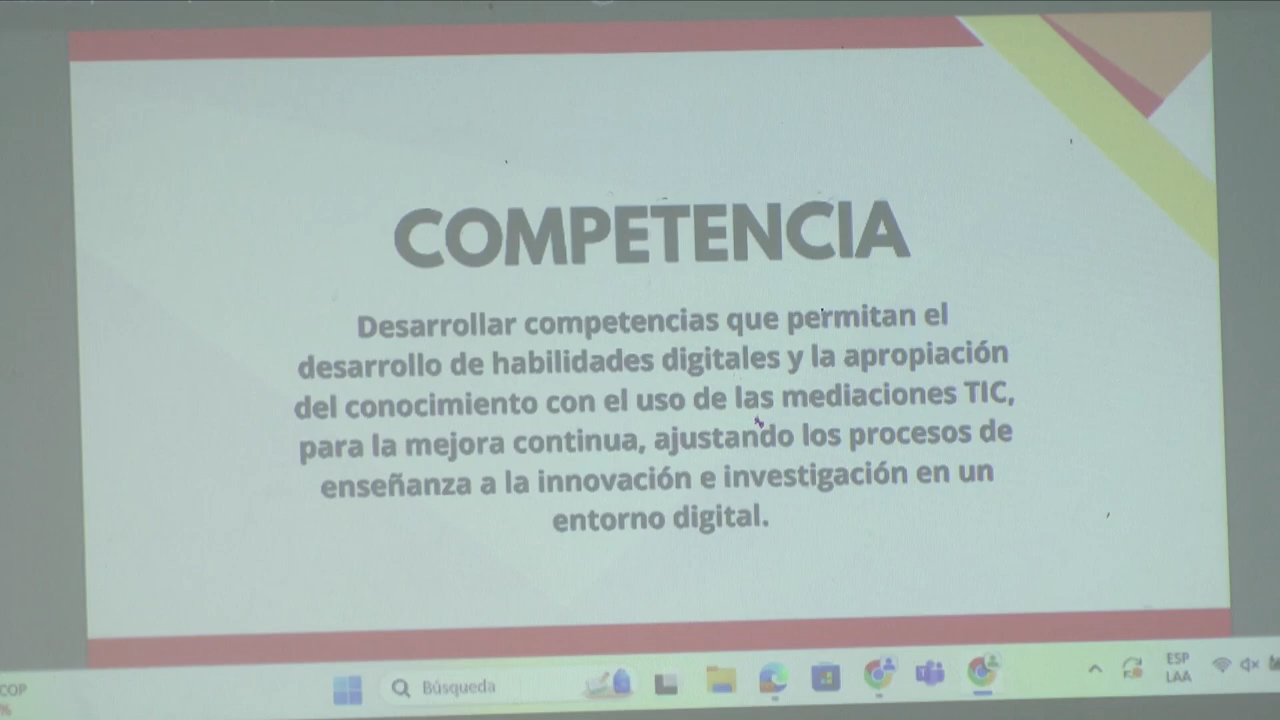 COMPETENCIA
Desarrollar competencias que permitan el
desarrollo de habilidades digitales y la apropiación
del conocimiento con el uso de las mediaciones TIC,
para la mejora continua, ajustando los procesos de
enseñanza a la innovación e investigación en un
entorno digital.
COP
%
Búsqueda
ESP
LAA